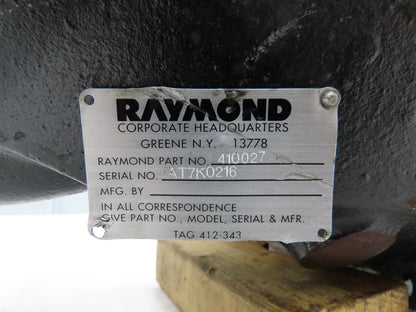 RAYMOND
CORPORATE HEADQUARTERS
GREENE N.Y. 13778
RAYMOND PART NO 410027
SERIAL NO. AT7K0216
MFG. BY
IN ALL CORRESPONDENCE
GIVE PART NO., MODEL, SERIAL & MFR.
TAG 412-343